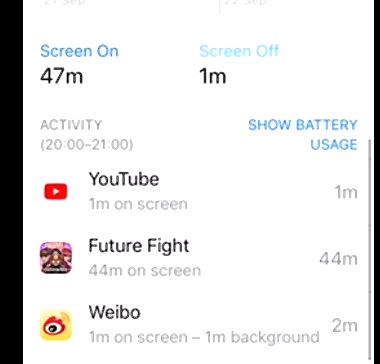 21 Sep
22 Sep
Screen On
Screen Off
47m
1m
ACTIVITY
(20:00–21:00)
SHOW BATTERY
USAGE
YouTube
1m on screen
1m
Future Fight
44m on screen
44m
Weibo
1m on screen – 1m background
2m